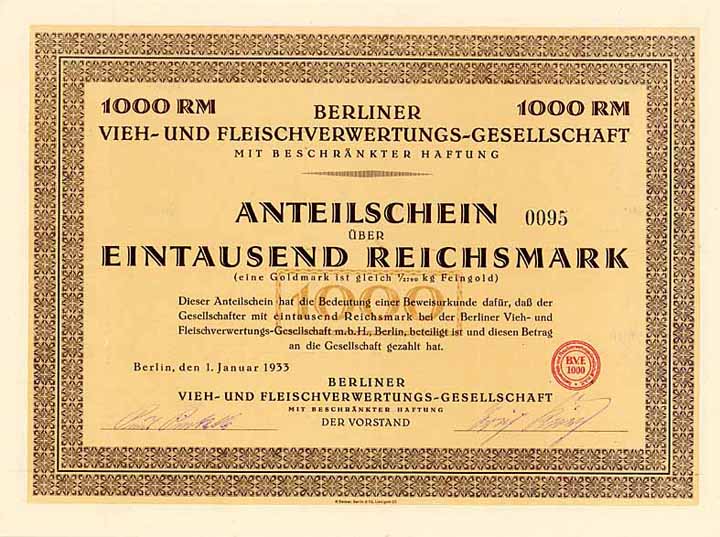 1000 RM
BERLINER
1000 RM
VIEH- UND FLEISCHVERWERTUNGS-GESELLSCHAFT
MIT BESCHRÄNKTER HAFTUNG
ANTEILSCHEIN 0095
ÜBER
EINTAUSEND REICHSMARK
(eine Goldmark ist gleich 1/2790 kg Feingold)
1000
Dieser Anteilschein hat die Bedeutung einer Beweisurkunde dafür, daß der
Gesellschafter mit eintausend Reichsmark bei der Berliner Vieh- und
Fleischverwertungs-Gesellschaft m.b.H., Berlin, beteiligt ist und diesen Betrag
an die Gesellschaft gezahlt hat.
Berlin, den 1. Januar 1933
B.V.F.
1000
BERLINER
VIEH- UND FLEISCHVERWERTUNGS-GESELLSCHAFT
MIT BESCHRÄNKTER HAFTUNG
DER VORSTAND